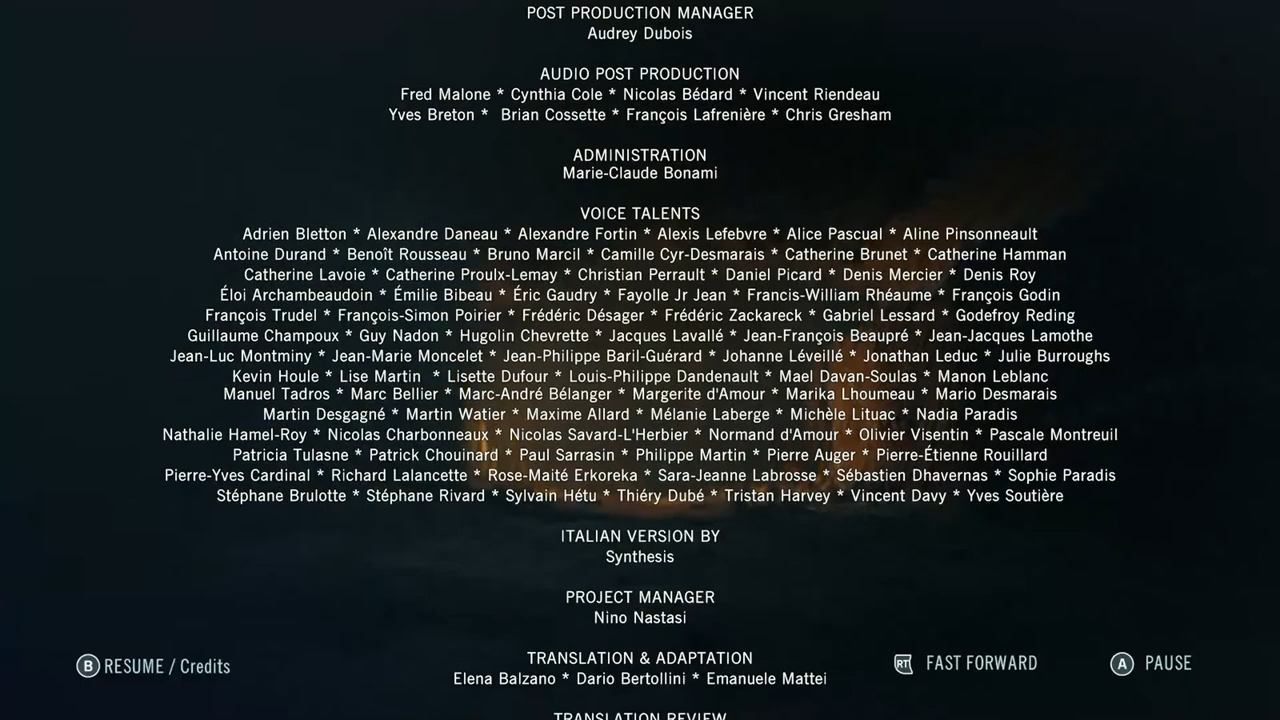 POST PRODUCTION MANAGER
Audrey Dubois
AUDIO POST PRODUCTION
Fred Malone * Cynthia Cole * Nicolas Bédard * Vincent Riendeau
Yves Breton * Brian Cossette * François Lafrenière * Chris Gresham
ADMINISTRATION
Marie-Claude Bonami
VOICE TALENTS
Adrien Bletton * Alexandre Daneau * Alexandre Fortin * Alexis Lefebvre * Alice Pascual * Aline Pinsonneault
Antoine Durand * Benoît Rousseau * Bruno Marcil * Camille Cyr-Desmarais * Catherine Brunet * Catherine Hamman
Catherine Lavoie * Catherine Proulx-Lemay * Christian Perrault * Daniel Picard * Denis Mercier * Denis Roy
Éloi Archambeaudoin * Émilie Bibeau * Éric Gaudry * Fayolle Jr Jean * Francis-William Rhéaume * François Godin
François Trudel * François-Simon Poirier * Frédéric Désager * Frédéric Zackareck * Gabriel Lessard * Godefroy Reding
Guillaume Champoux * Guy Nadon * Hugolin Chevrette * Jacques Lavallé * Jean-François Beaupré * Jean-Jacques Lamothe
Jean-Luc Montminy * Jean-Marie Moncelet * Jean-Philippe Baril-Guérard * Johanne Léveillé * Jonathan Leduc * Julie Burroughs
Kevin Houle * Lise Martin * Lisette Dufour * Louis-Philippe Dandenault * Mael Davan-Soulas * Manon Leblanc
Manuel Tadros * Marc Bellier * Marc-André Bélanger * Margerite d'Amour * Marika Lhoumeau * Mario Desmarais
Martin Desgagné * Martin Watier * Maxime Allard * Mélanie Laberge * Michèle Lituac * Nadia Paradis
Nathalie Hamel-Roy * Nicolas Charbonneaux * Nicolas Savard-L'Herbier * Normand d'Amour * Olivier Visentin * Pascale Montreuil
Patricia Tulasne * Patrick Chouinard * Paul Sarrasin * Philippe Martin * Pierre Auger * Pierre-Étienne Rouillard
Pierre-Yves Cardinal * Richard Lalancette * Rose-Maité Erkoreka * Sara-Jeanne Labrosse * Sébastien Dhavernas * Sophie Paradis
Stéphane Brulotte * Stéphane Rivard * Sylvain Hétu * Thiéry Dubé * Tristan Harvey * Vincent Davy * Yves Soutière
ITALIAN VERSION BY
Synthesis
PROJECT MANAGER
Nino Nastasi
TRANSLATION & ADAPTATION
Elena Balzano * Dario Bertollini * Emanuele Mattei
TRANSLATION REVIEW
B RESUME / Credits
RT FAST FORWARD
A PAUSE